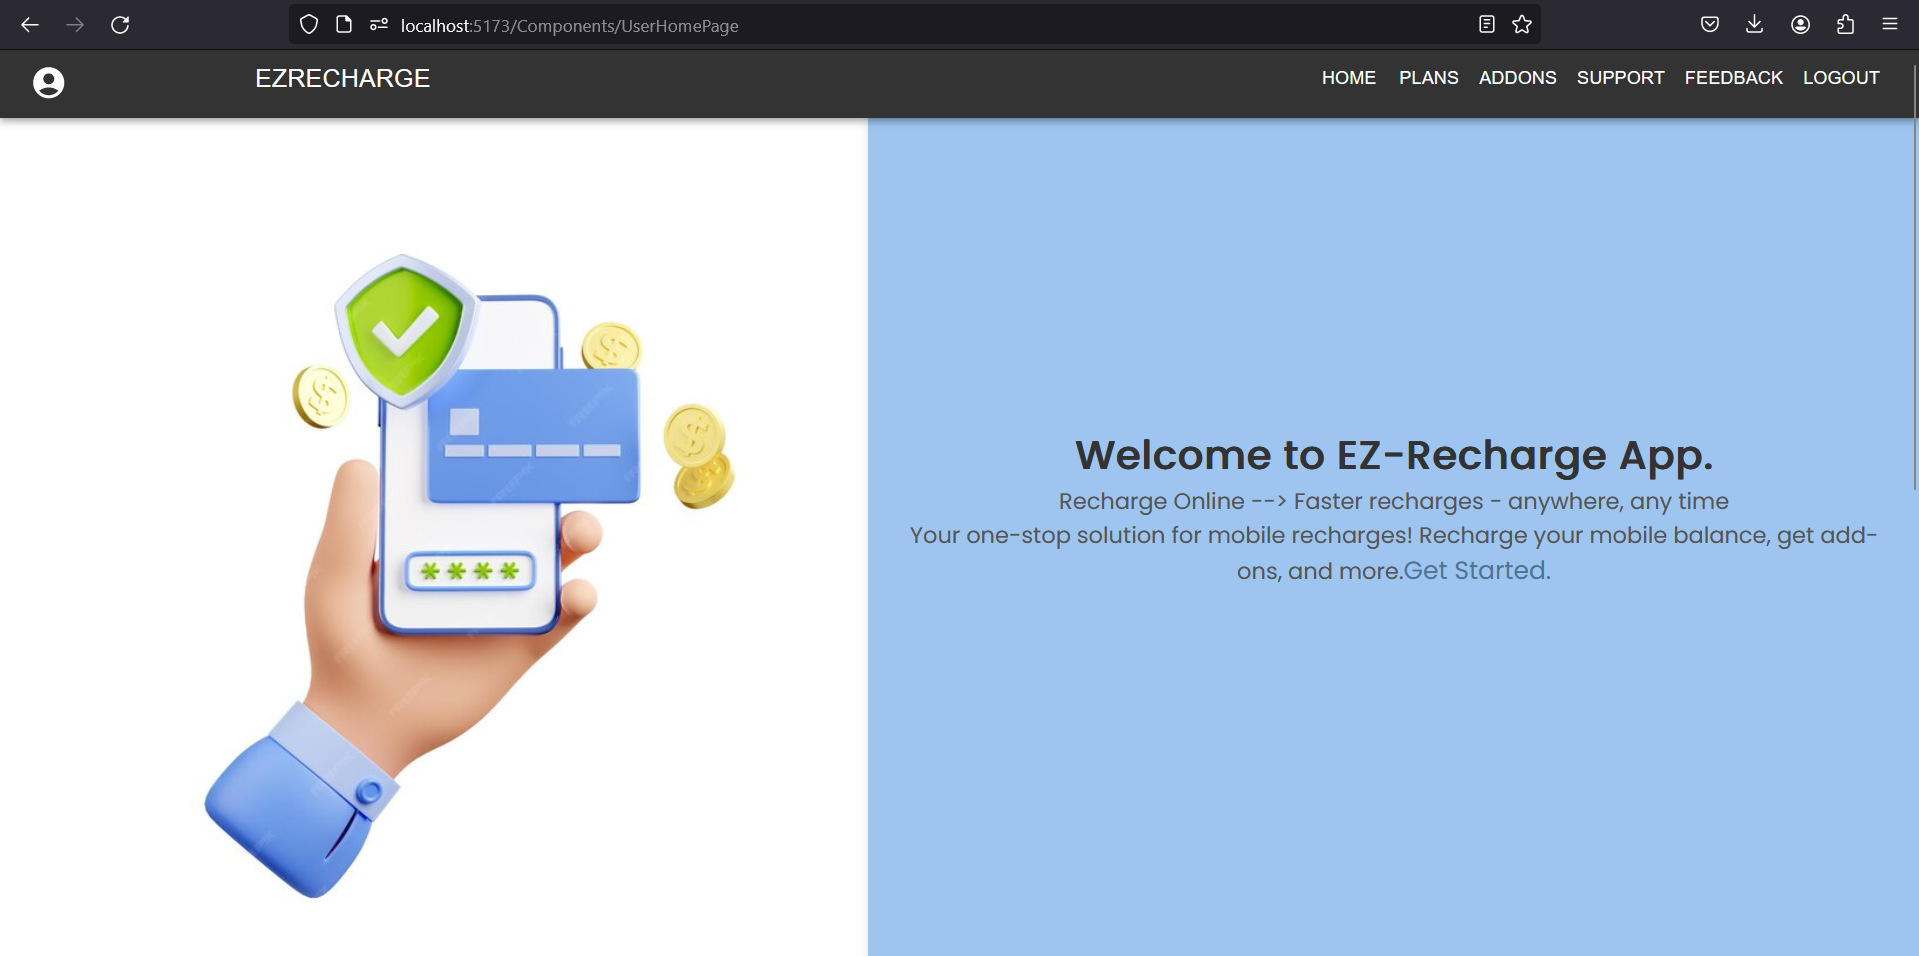 localhost:5173/Components/UserHomePage
EZRECHARGE
HOME PLANS ADDONS SUPPORT FEEDBACK LOGOUT
Welcome to EZ-Recharge App.
Recharge Online --> Faster recharges - anywhere, any time
Your one-stop solution for mobile recharges! Recharge your mobile balance, get add-
ons, and more.Get Started.
****